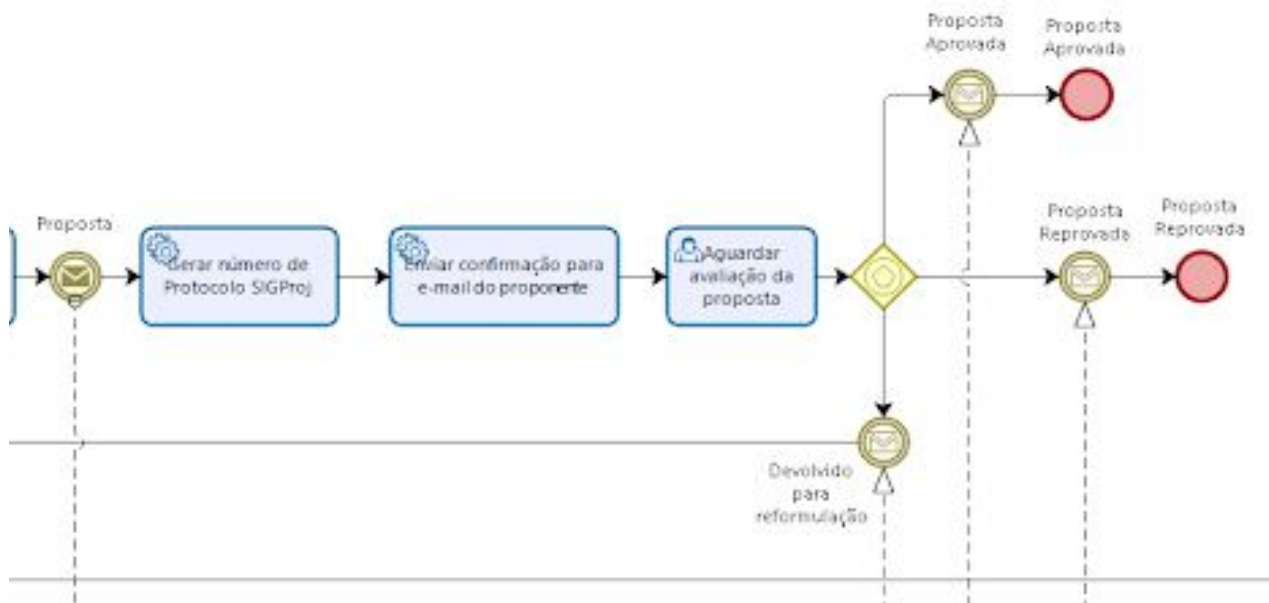 Proposta
Aprovada
Proposta
Aprovada
Proposta
Gerar número de
Protocolo SIGProj
Enviar confirmação para
e-mail do proponente
Aguardar
avaliação da
proposta
Proposta
Reprovada
Proposta
Reprovada
Devolvido
para
reformulação